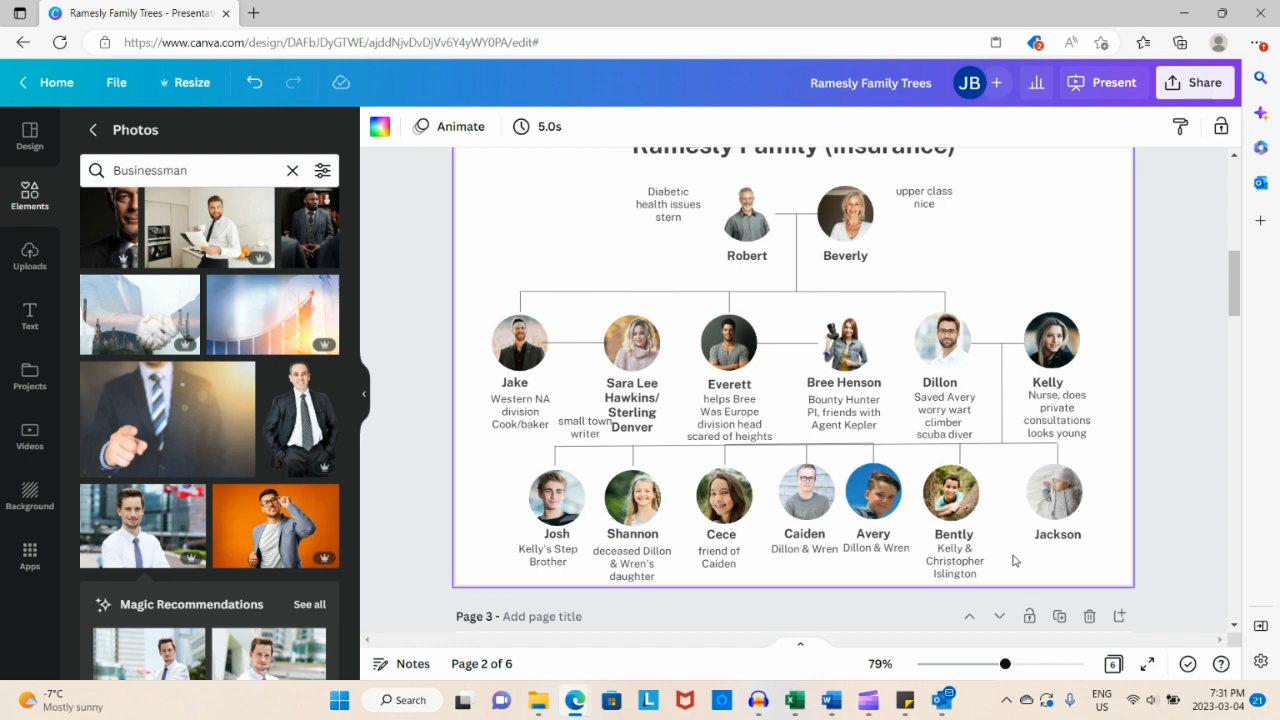 Ramesly Family Trees - Presentat
https://www.canva.com/design/DAFbJDyGTWE/ajddNjvDvDjVv6Y4yWY0PA/edit#
2
Home
File
Resize
Ramesly Family Trees
JB
Present
Share
Design
Elements
Uploads
Text
Projects
Videos
Background
Apps
Photos
Businessman
Magic Recommendations
See all
Animate
5.0s
Ramesly Family (Insurance)
Diabetic
health issues
stern
upper class
nice
Robert
Beverly
Jake
Western NA
division
Cook/baker
Sara Lee
Hawkins/
Sterling
Denver
small town
writer
Everett
helps Bree
Was Europe
division head
scared of heights
Bree Henson
Bounty Hunter
PI, friends with
Agent Kepler
Dillon
Saved Avery
worry wart
climber
scuba diver
Kelly
Nurse, does
private
consultations
looks young
Josh
Kelly's Step
Brother
Shannon
deceased Dillon
& Wren's
daughter
Cece
friend of
Caiden
Caiden
Dillon & Wren
Avery
Dillon & Wren
Bently
Kelly &
Christopher
Islington
Jackson
Page 3 - Add page title
Notes
Page 2 of 6
79%
6
-7°C
Mostly sunny
Search
ENG
US
7:31 PM
2023-03-04
21